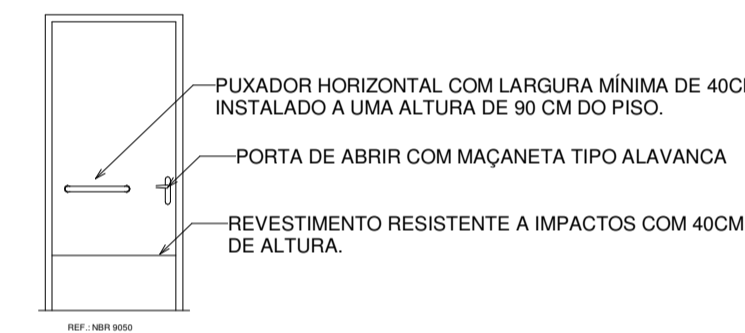 PUXADOR HORIZONTAL COM LARGURA MÍNIMA DE 40C
INSTALADO A UMA ALTURA DE 90 CM DO PISO.
PORTA DE ABRIR COM MAÇANETA TIPO ALAVANCA
REVESTIMENTO RESISTENTE A IMPACTOS COM 40CM
DE ALTURA.
REF.: NBR 9050